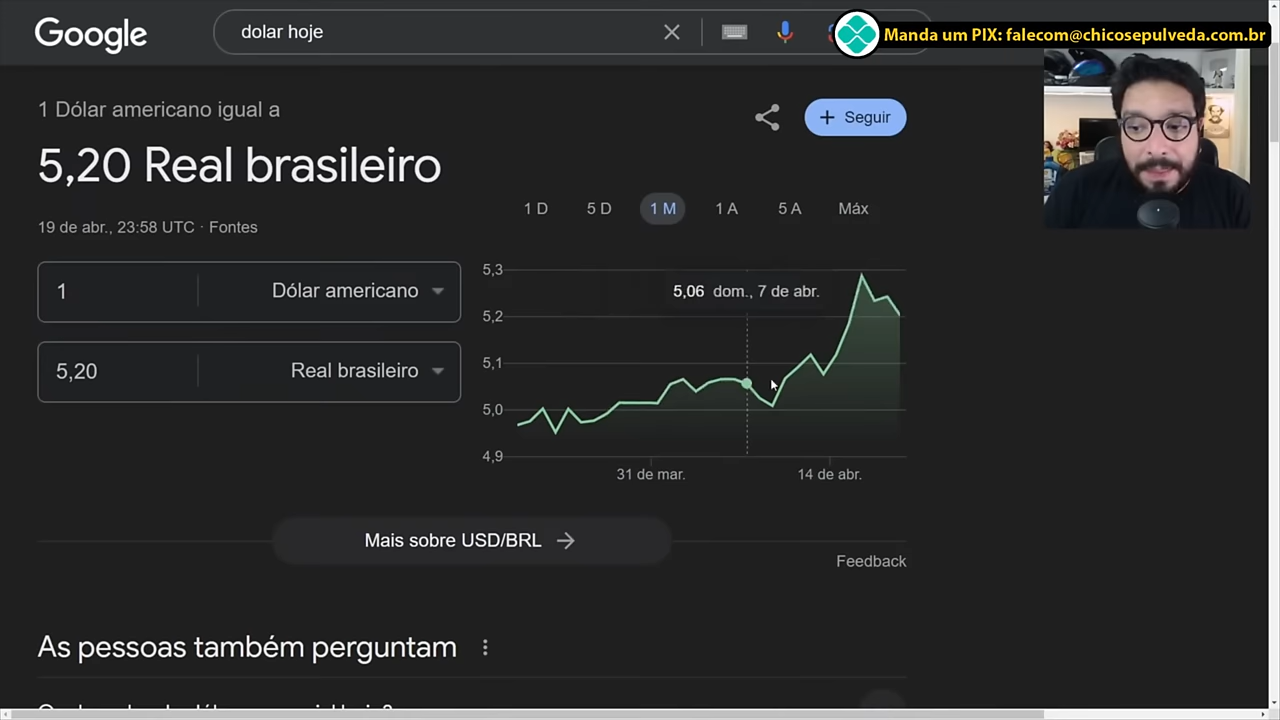 Google
dolar hoje
Manda um PIX: falecom@chicosepulveda.com.br
1 Dólar americano igual a
5,20 Real brasileiro
19 de abr., 23:58 UTC · Fontes
+ Seguir
1 D 5 D 1 M 1 A 5 A Máx
1 Dólar americano
5,20 Real brasileiro
5,3
5,2
5,1
5,0
4,9
5,06 dom., 7 de abr.
31 de mar. 14 de abr.
Mais sobre USD/BRL
Feedback
As pessoas também perguntam